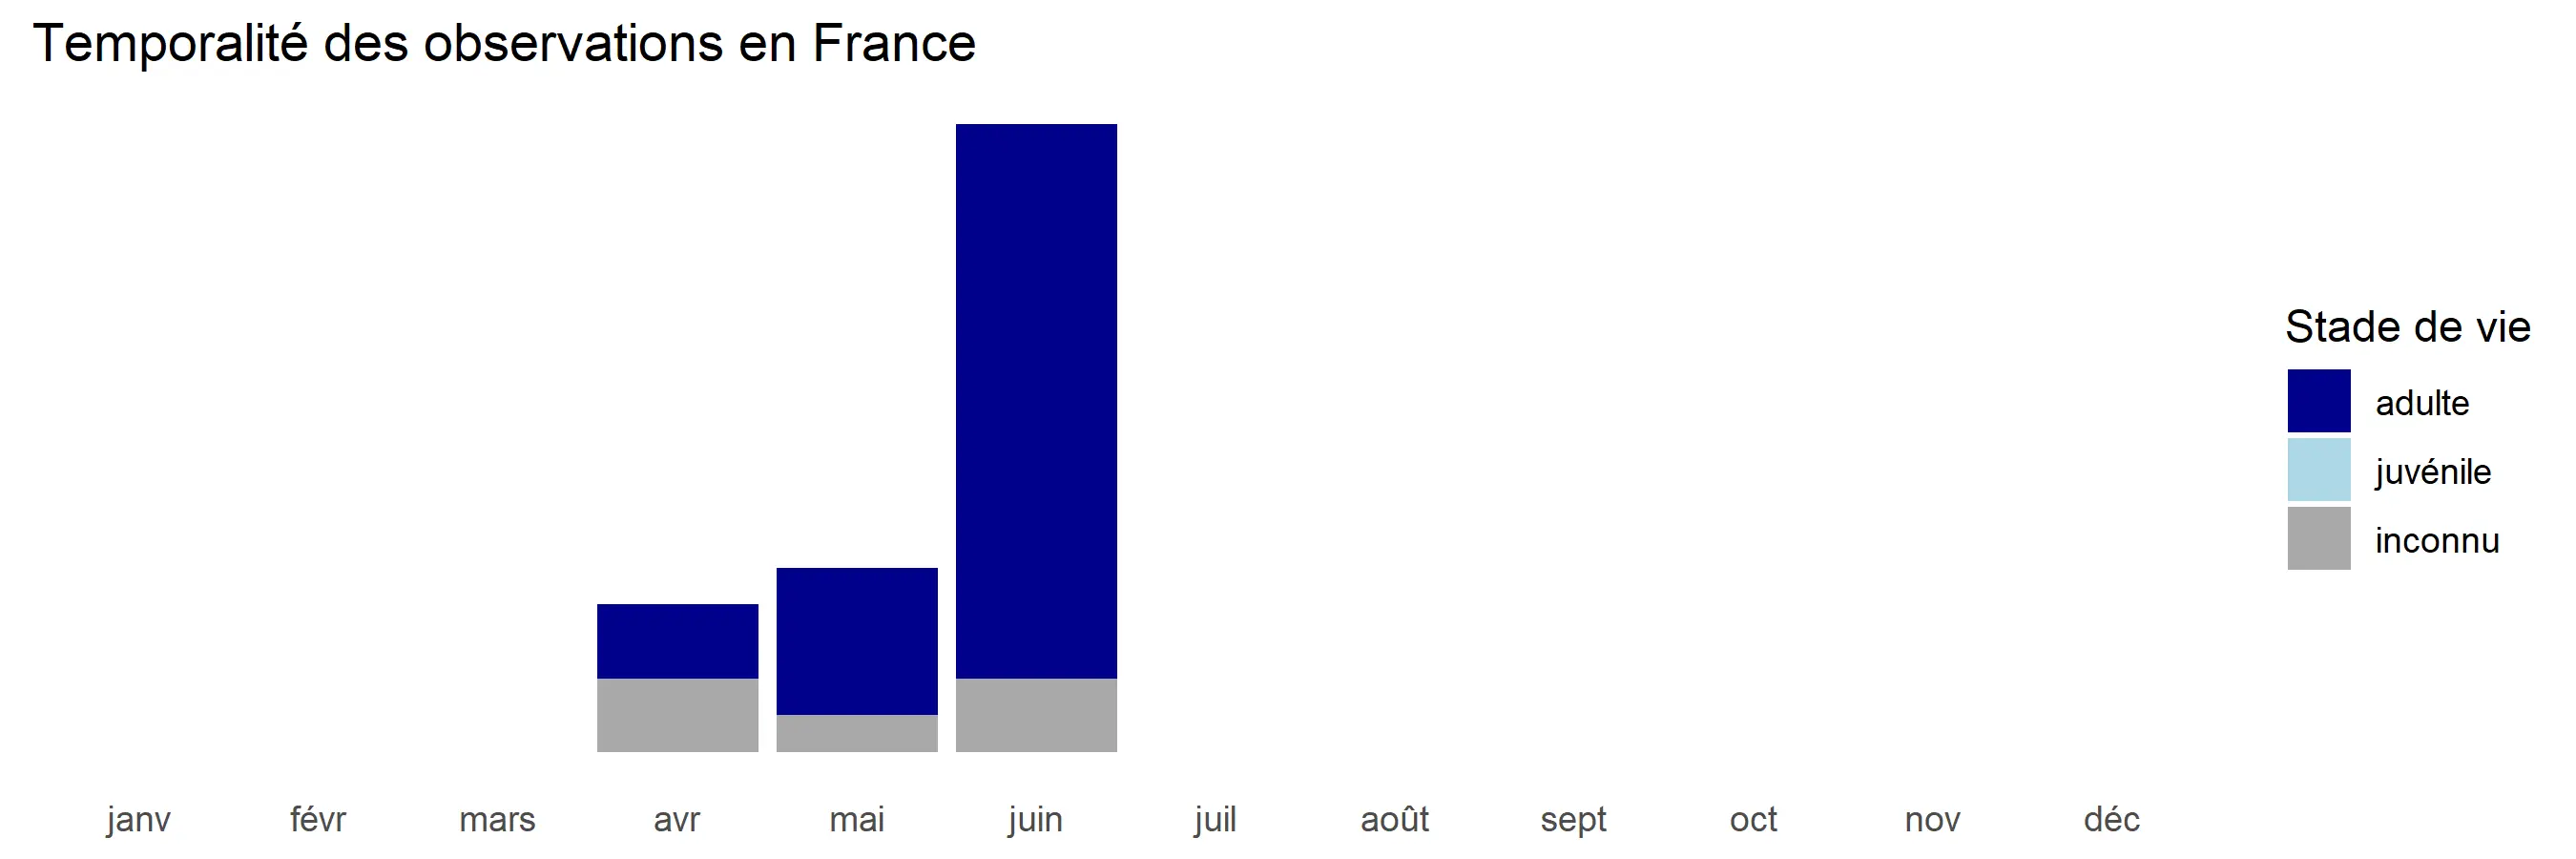 Temporalité des observations en France
Stade de vie
adulte
juvénile
inconnu
janv févr mars avr mai juin juil août sept oct nov déc